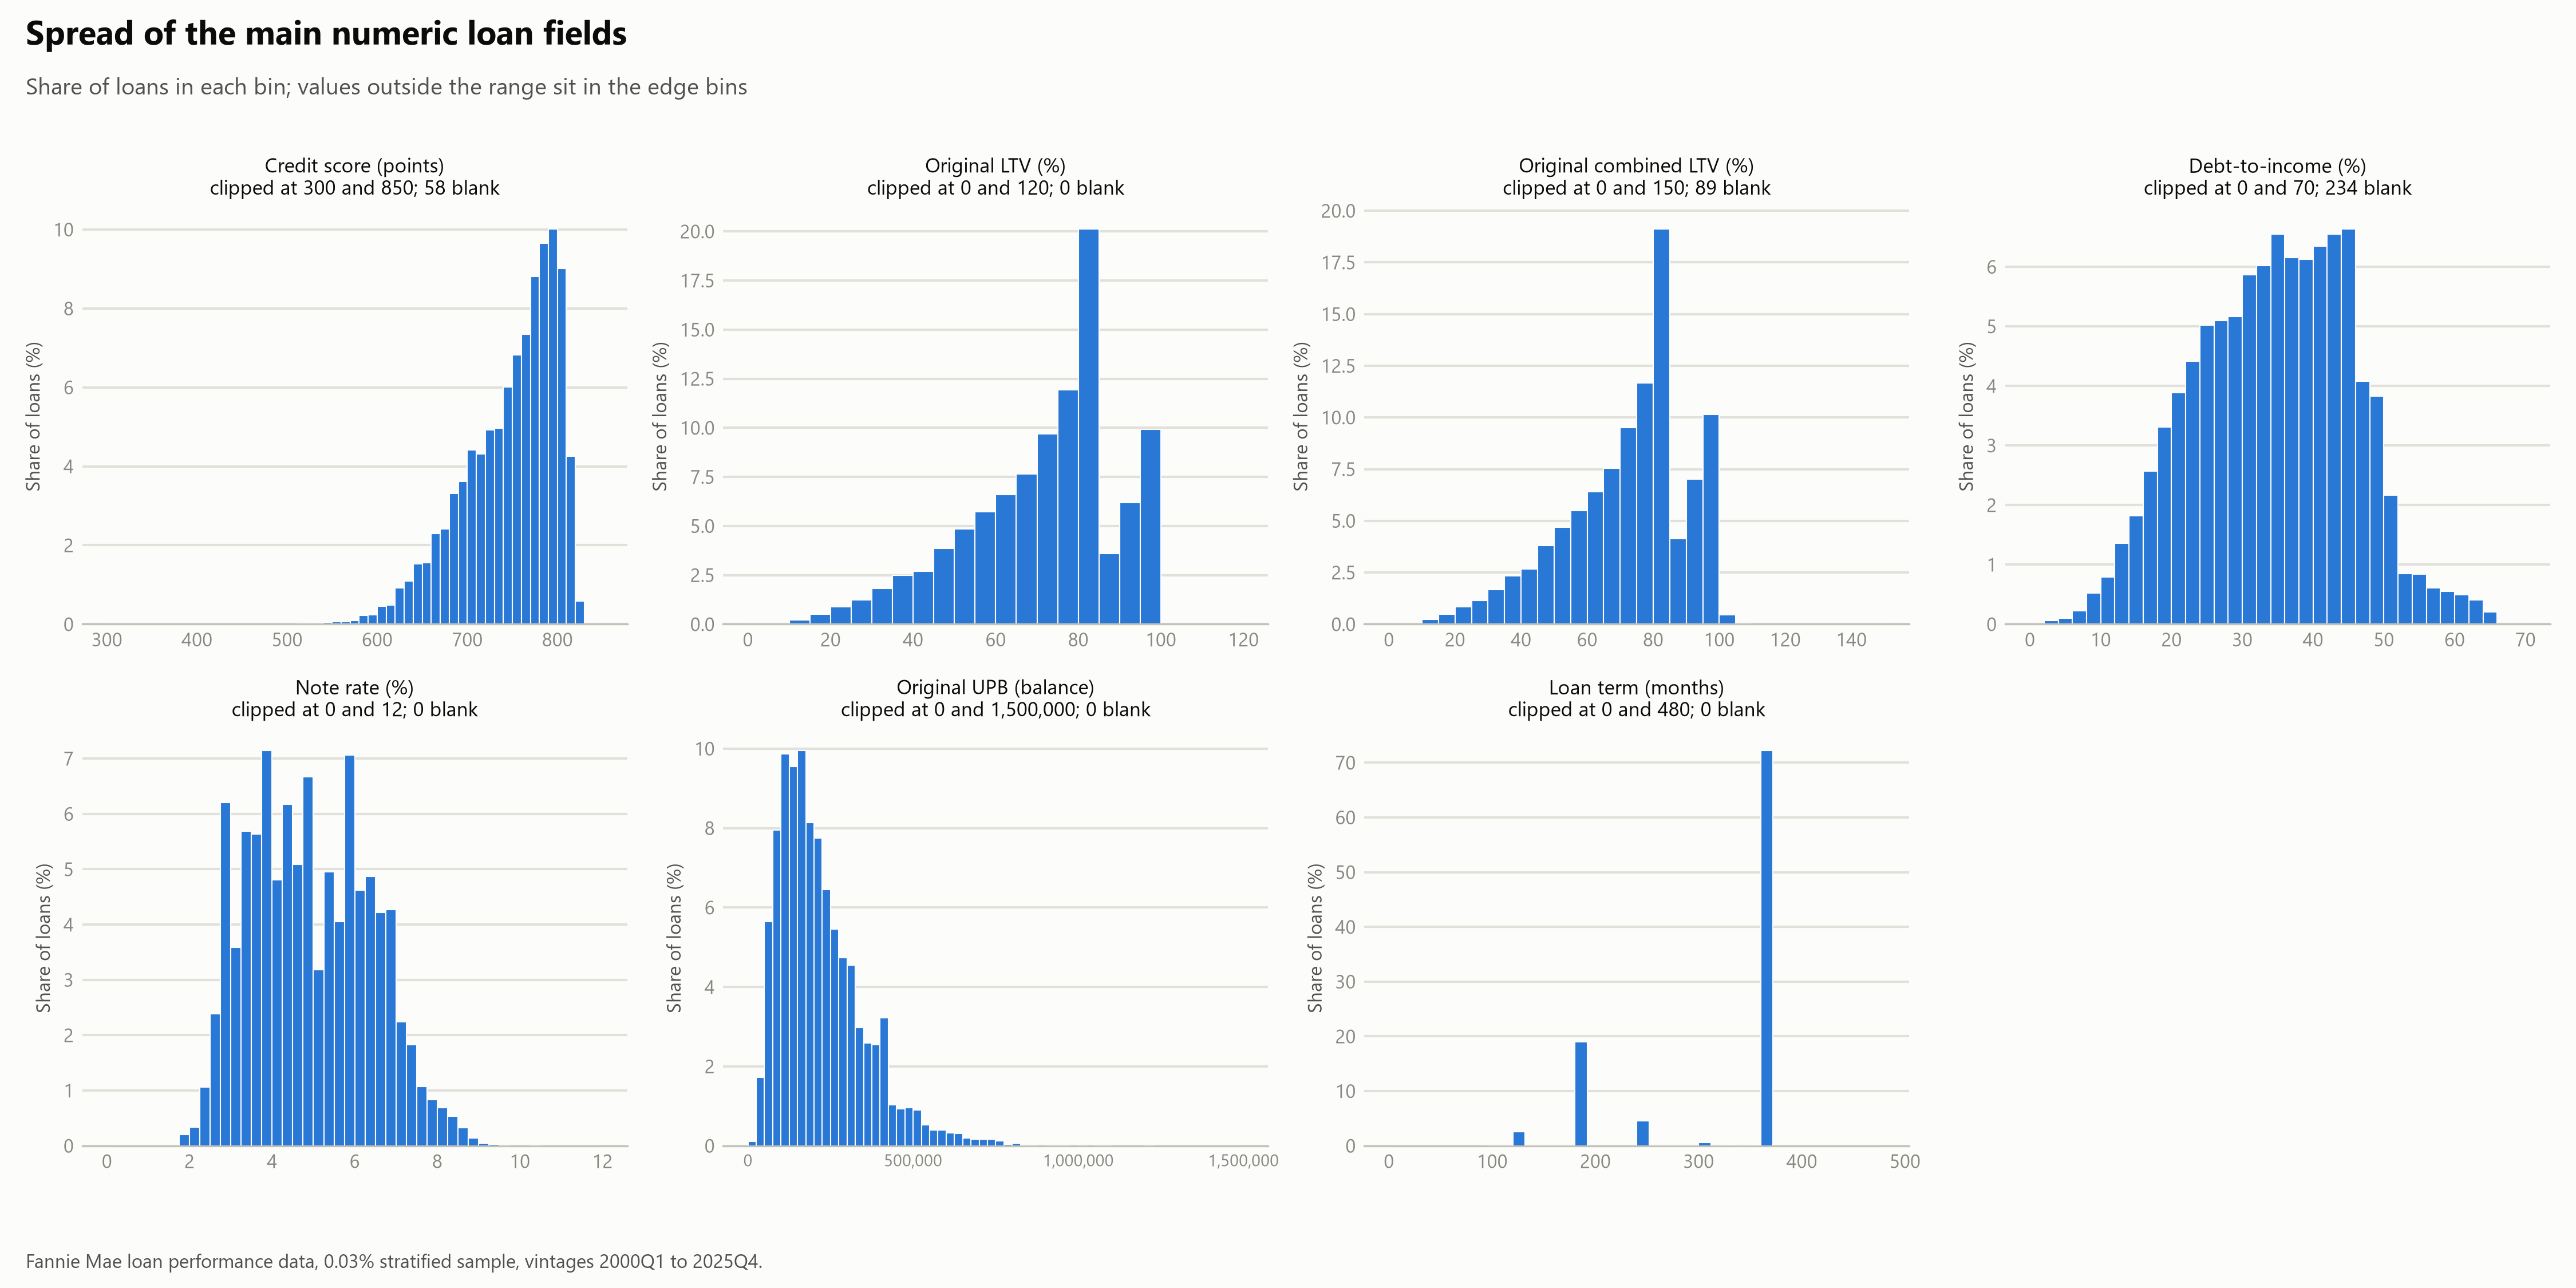 Spread of the main numeric loan fields
Share of loans in each bin; values outside the range sit in the edge bins
Credit score (points)
clipped at 300 and 850; 58 blank
Share of loans (%)
10
8
6
4
2
0
300 400 500 600 700 800
Original LTV (%)
clipped at 0 and 120; 0 blank
Share of loans (%)
20.0
17.5
15.0
12.5
10.0
7.5
5.0
2.5
0.0
0 20 40 60 80 100 120
Original combined LTV (%)
clipped at 0 and 150; 89 blank
Share of loans (%)
20.0
17.5
15.0
12.5
10.0
7.5
5.0
2.5
0.0
0 20 40 60 80 100 120 140
Debt-to-income (%)
clipped at 0 and 70; 234 blank
Share of loans (%)
6
5
4
3
2
1
0
0 10 20 30 40 50 60 70
Note rate (%)
clipped at 0 and 12; 0 blank
Share of loans (%)
7
6
5
4
3
2
1
0
0 2 4 6 8 10 12
Original UPB (balance)
clipped at 0 and 1,500,000; 0 blank
Share of loans (%)
10
8
6
4
2
0
0 500,000 1,000,000 1,500,000
Loan term (months)
clipped at 0 and 480; 0 blank
Share of loans (%)
70
60
50
40
30
20
10
0
0 100 200 300 400 500
Fannie Mae loan performance data, 0.03% stratified sample, vintages 2000Q1 to 2025Q4.